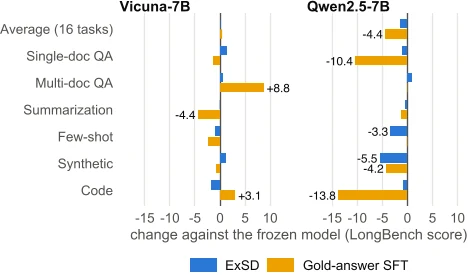 Vicuna-7B Qwen2.5-7B
Average (16 tasks) -4.4
Single-doc QA -10.4
Multi-doc QA +8.8
Summarization -4.4
Few-shot -3.3
Synthetic -5.5
-4.2
Code +3.1 -13.8
-15 -10 -5 0 5 10 -15 -10 -5 0 5 10
change against the frozen model (LongBench score)
ExSD Gold-answer SFT